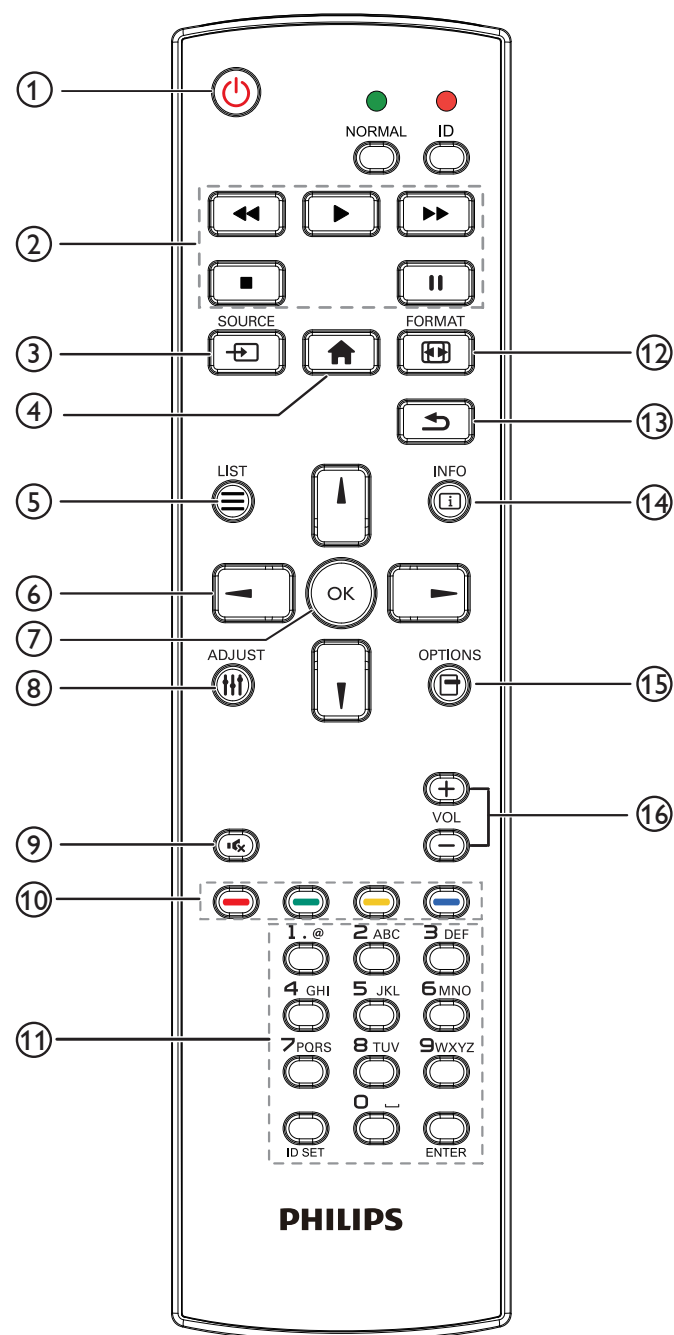 1
NORMAL ID
2
SOURCE FORMAT
3 12
4 13
LIST INFO
5 i 14
6 OK
7
ADJUST OPTIONS
8 15
VOL 16
9
10
1 . @ 2 ABC 3 DEF
4 GHI 5 JKL 6 MNO
11
7 PQRS 8 TUV 9 WXYZ
0 ⎵
ID SET ENTER
PHILIPS